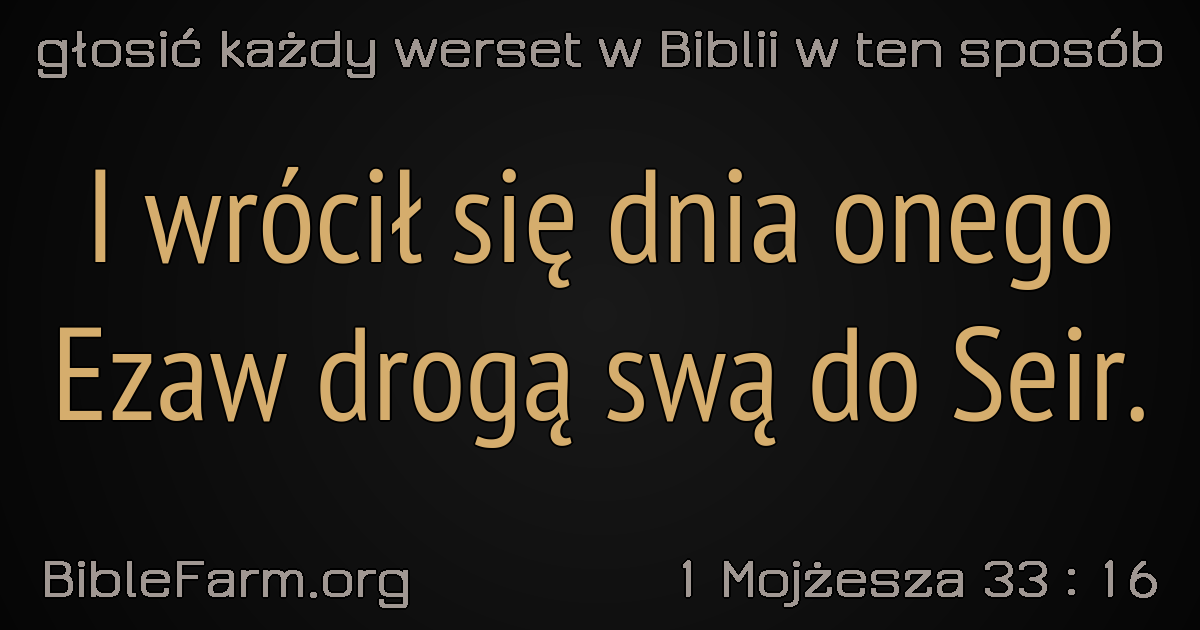 głosić każdy werset w Biblii w ten sposób
I wrócił się dnia onego
Ezaw drogą swą do Seir.
BibleFarm.org
1 Mojżesza 33 : 16